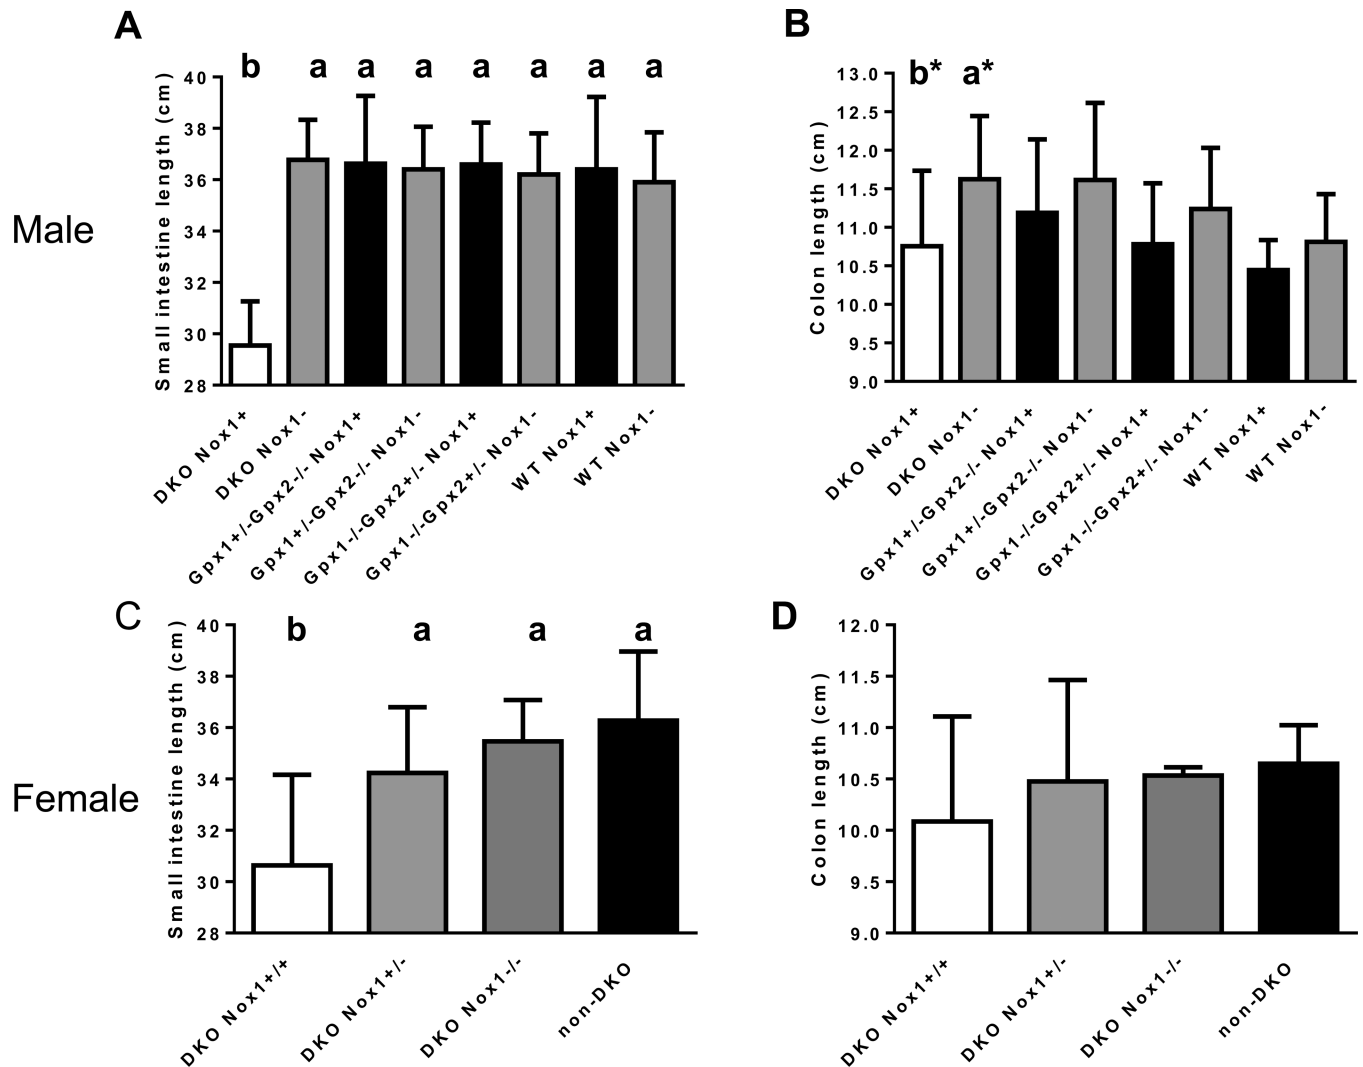 A
b a a a a a a a
Small intestine length (cm)
40
38
36
34
32
30
28
DKO Nox1+
DKO Nox1-
Gpx1+/-Gpx2-/- Nox1+
Gpx1+/-Gpx2-/- Nox1-
Gpx1-/-Gpx2+/- Nox1+
Gpx1-/-Gpx2+/- Nox1-
WT Nox1+
WT Nox1-
B
b* a*
Colon length (cm)
13.0
12.5
12.0
11.5
11.0
10.5
10.0
9.5
9.0
DKO Nox1+
DKO Nox1-
Gpx1+/-Gpx2-/- Nox1+
Gpx1+/-Gpx2-/- Nox1-
Gpx1-/-Gpx2+/- Nox1+
Gpx1-/-Gpx2+/- Nox1-
WT Nox1+
WT Nox1-
Male
C
b a a a
Small intestine length (cm)
40
38
36
34
32
30
28
DKO Nox1+/+
DKO Nox1+/-
DKO Nox1-/-
non-DKO
D
Colon length (cm)
12.0
11.5
11.0
10.5
10.0
9.5
9.0
DKO Nox1+/+
DKO Nox1+/-
DKO Nox1-/-
non-DKO
Female